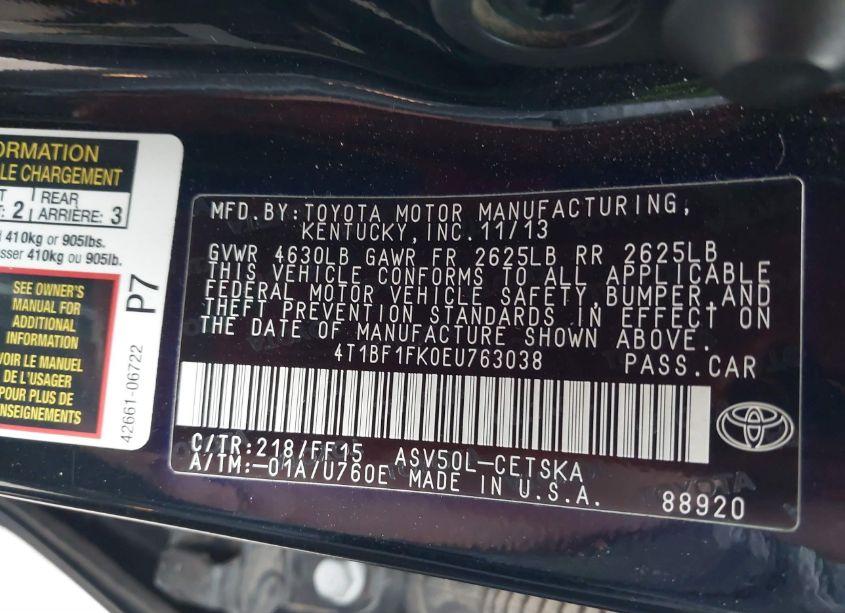 ORMATION
LE CHARGEMENT
T
REAR
: 2
ARRIÈRE: 3
410kg or 905lbs.
sser 410kg ou 905lb.
SEE OWNER'S
MANUAL FOR
ADDITIONAL
INFORMATION
VOIR LE MANUEL
DE L'USAGER
POUR PLUS DE
ENSEIGNEMENTS
P7
42661-06722
MFD.BY:TOYOTA MOTOR MANUFACTURING,
KENTUCKY,INC.11/13
GVWR 4630LB GAWR FR 2625LB RR 2625LB
THIS VEHICLE CONFORMS TO ALL APPLICABLE
FEDERAL MOTOR VEHICLE SAFETY,BUMPER,AND
THEFT PREVENTION STANDARDS IN EFFECT ON
THE DATE OF MANUFACTURE SHOWN ABOVE.
4T1BF1FK0EU763038 PASS.CAR
C/TR:218/FF15 ASV50L-CETSKA
A/TM:-01A/U760E MADE IN U.S.A.
88920